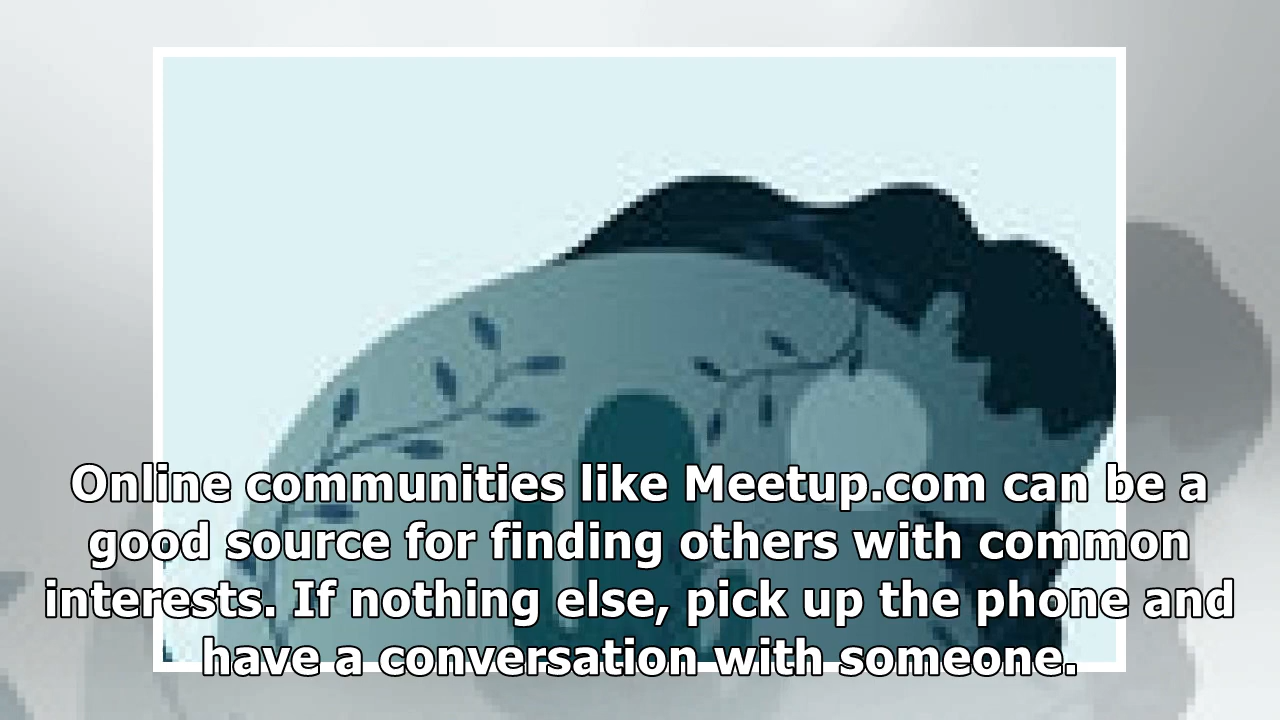 Online communities like Meetup.com can be a
good source for finding others with common
interests. If nothing else, pick up the phone and
have a conversation with someone.